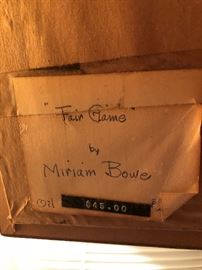 "Fair Game"
by
Miriam Bowe
Oil $45.00